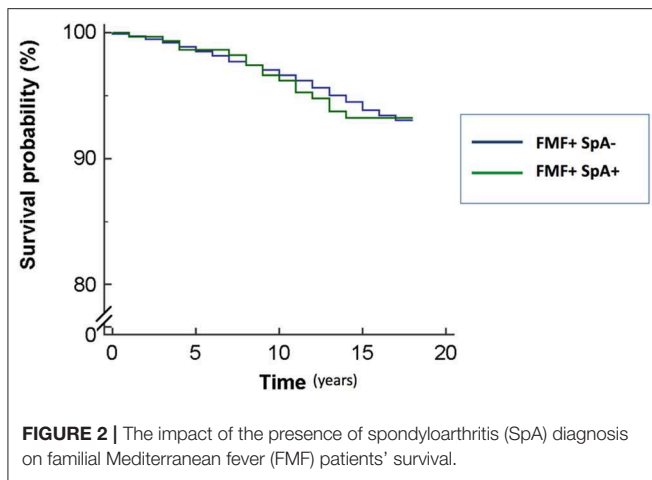 Survival probability (%)
100
90
80
0
0 5 10 15 20
Time (years)
FMF+ SpA-
FMF+ SpA+
FIGURE 2 | The impact of the presence of spondyloarthritis (SpA) diagnosis
on familial Mediterranean fever (FMF) patients' survival.